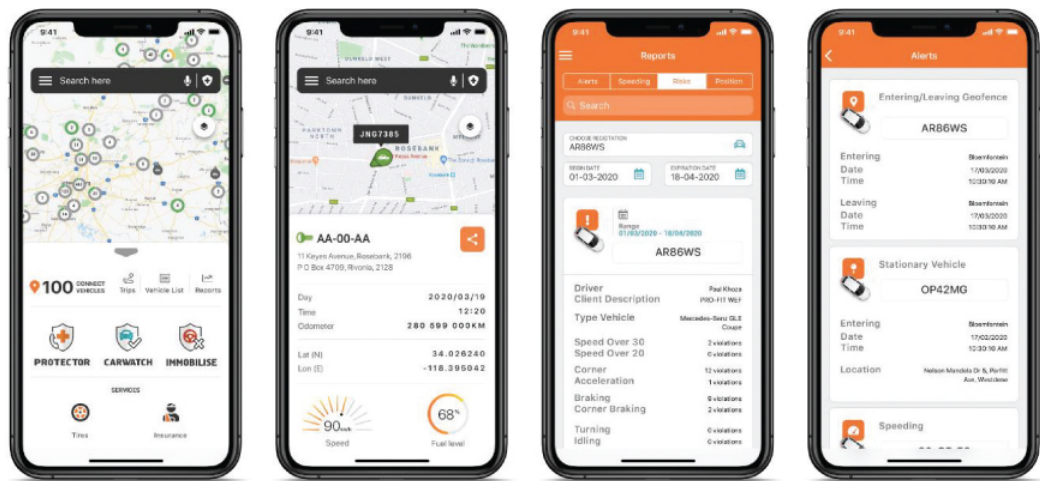 9:41
Search here
100 CONNECT VEHICLES
Trips
Vehicle List
Reports
PROTECTOR
CARWATCH
IMMOBILISE
SERVICES
Tires
Insurance
9:41
Search here
DUNKELD WEST
DUNKELD
PARKTOWN NORTH
JNG7385
ROSEBANK
Keyes Avenue
AA-00-AA
11 Keyes Avenue, Rosebank, 2196
P O Box 4709, Rivonia, 2128
Day 2020/03/19
Time 12:20
Odometer 280 599 000KM
Lat (N) 34.026240
Lon (E) -118.395042
90
Speed
68%
Fuel level
9:41
Reports
Alerts Speeding Risks Position
Search
CHOOSE REGISTATION
AR86WS
BEGIN DATE
01-03-2020
EXPIRATION DATE
18-04-2020
Range
01/03/2020 - 18/04/2020
AR86WS
Driver Paul Khoza
Client Description PRO-FIT WEF
Type Vehicle Mercedes-Benz GLE
Coupe
Speed Over 30 2 violations
Speed Over 20 0 violations
Corner 12 violations
Acceleration 1 violations
Braking 9 violations
Corner Braking 2 violations
Turning 0 violations
Idling 0 violations
9:41
Alerts
Entering/Leaving Geofence
AR86WS
Entering Bloemfontein
Date 17/03/2020
Time 10:30:10 AM
Leaving Bloemfontein
Date 17/03/2020
Time 10:30:10 AM
Stationary Vehicle
OP42MG
Entering Bloemfontein
Date 17/03/2020
Time 10:30:10 AM
Location Nelson Mandela Dr &, Parfitt
Ave, Westdene
Speeding